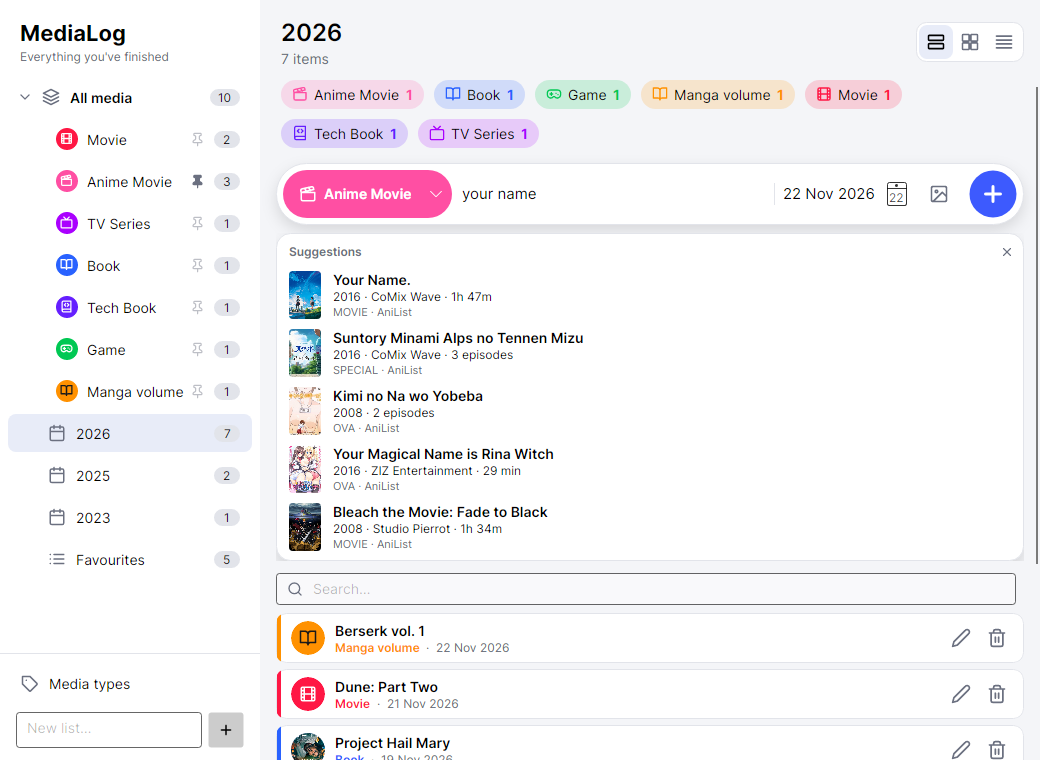 MediaLog
Everything you've finished
All media 10
Movie 2
Anime Movie 3
TV Series 1
Book 1
Tech Book 1
Game 1
Manga volume 1
2026 7
2025 2
2023 1
Favourites 5
Media types
New list...
+
2026
7 items
Anime Movie 1
Book 1
Game 1
Manga volume 1
Movie 1
Tech Book 1
TV Series 1
Anime Movie
your name
22 Nov 2026
22
Suggestions
Your Name.
2016 · CoMix Wave · 1h 47m
MOVIE · AniList
Suntory Minami Alps no Tennen Mizu
2016 · CoMix Wave · 3 episodes
SPECIAL · AniList
Kimi no Na wo Yobeba
2008 · 2 episodes
OVA · AniList
Your Magical Name is Rina Witch
2016 · ZIZ Entertainment · 29 min
OVA · AniList
Bleach the Movie: Fade to Black
2008 · Studio Pierrot · 1h 34m
MOVIE · AniList
Search...
Berserk vol. 1
Manga volume · 22 Nov 2026
Dune: Part Two
Movie · 21 Nov 2026
Project Hail Mary
Book · 19 Nov 2026